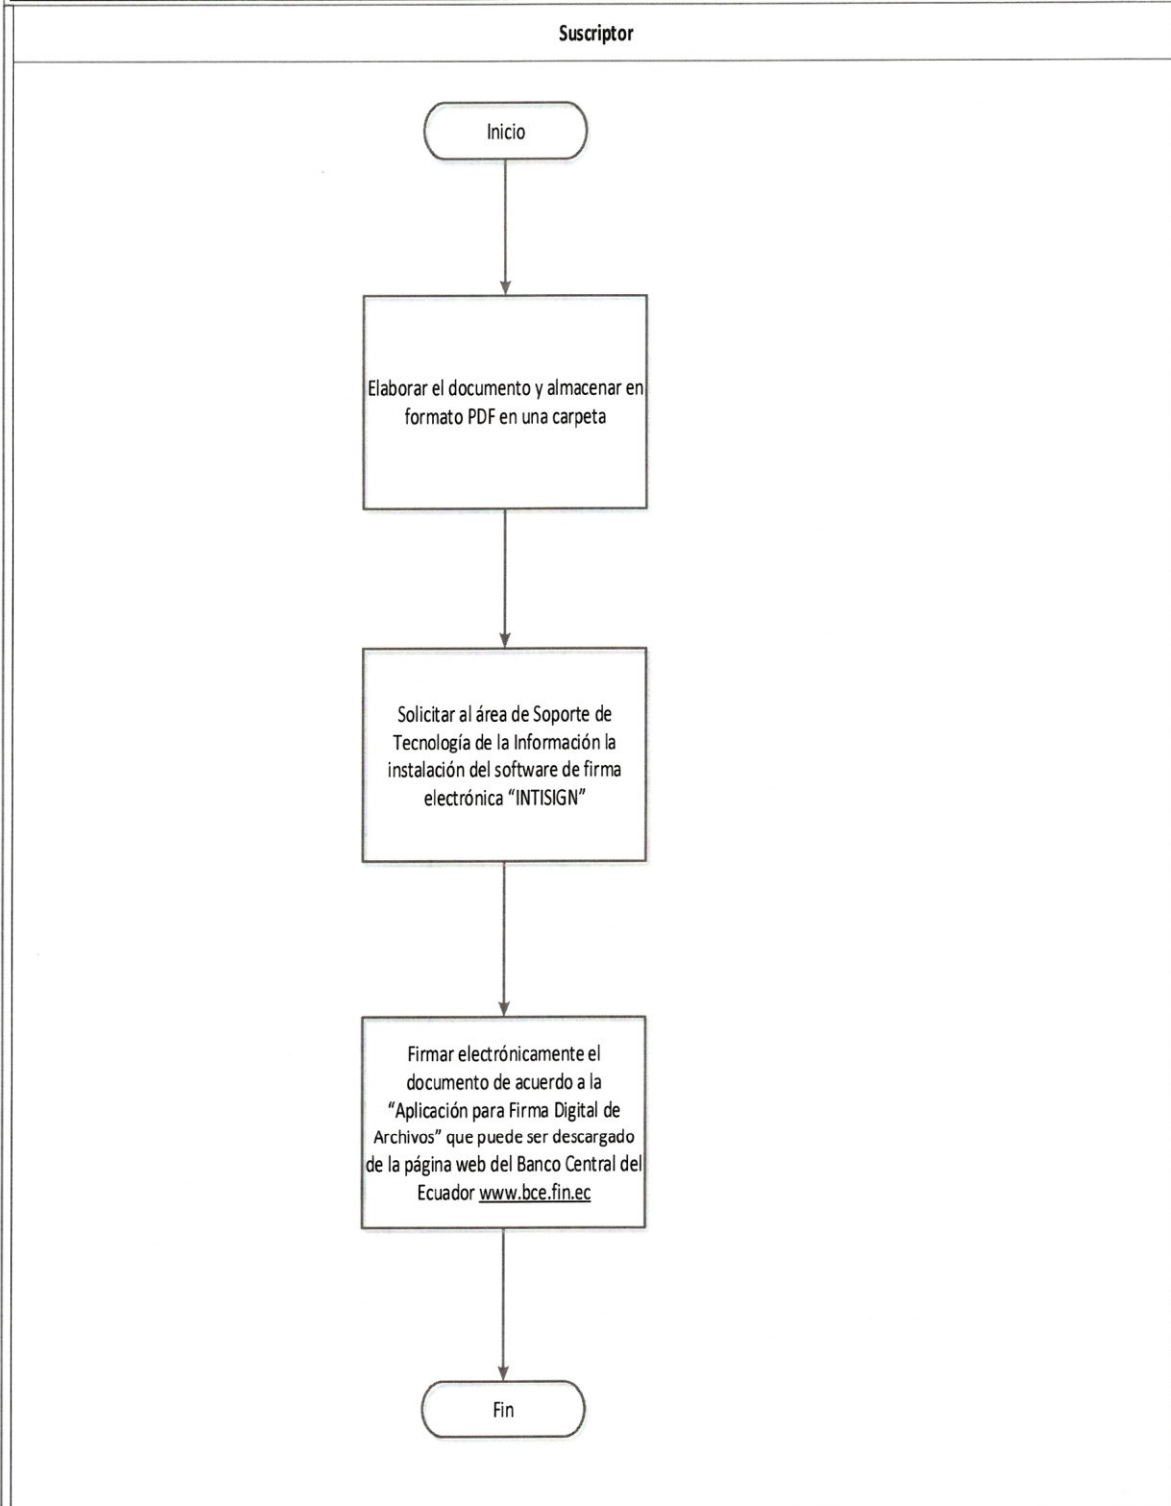 Suscriptor
Inicio
Elaborar el documento y almacenar en
formato PDF en una carpeta
Solicitar al área de Soporte de
Tecnología de la Información la
instalación del software de firma
electrónica “INTISIGN”
Firmar electrónicamente el
documento de acuerdo a la
“Aplicación para Firma Digital de
Archivos” que puede ser descargado
de la página web del Banco Central del
Ecuador www.bce.fin.ec
Fin